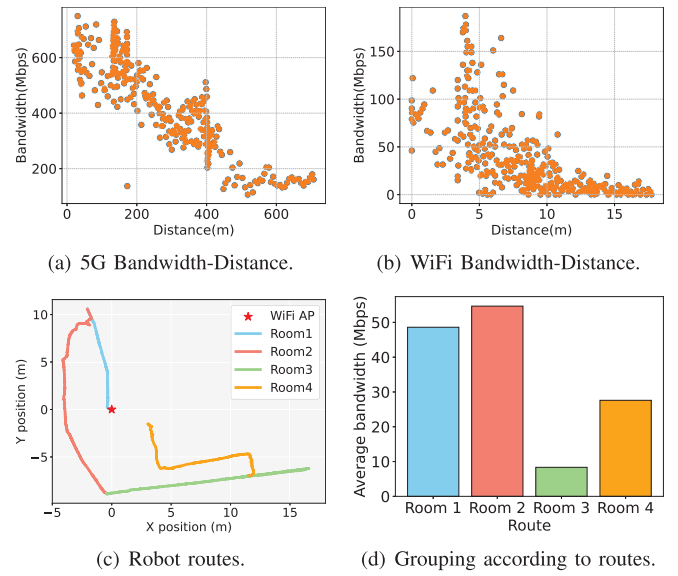 Bandwidth(Mbps)
600
400
200
0
200
400
600
Distance(m)
(a) 5G Bandwidth-Distance.
Bandwidth(Mbps)
150
100
50
0
0
5
10
15
Distance(m)
(b) WiFi Bandwidth-Distance.
Y position (m)
10
5
0
−5
−5
0
5
10
15
X position (m)
WiFi AP
Room1
Room2
Room3
Room4
(c) Robot routes.
Average bandwidth (Mbps)
50
40
30
20
10
0
Room 1 Room 2 Room 3 Room 4
Route
(d) Grouping according to routes.